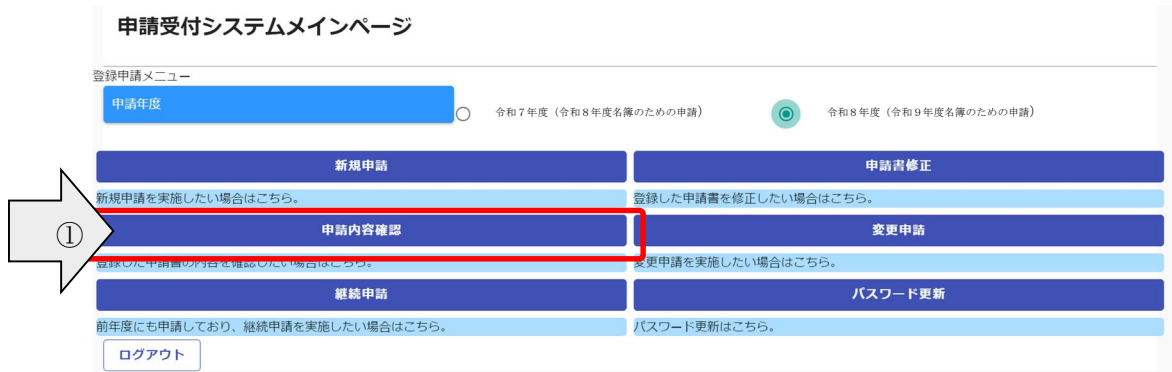 申請受付システムメインページ
登録申請メニュー
申請年度
令和７年度（令和８年度名簿のための申請）
令和８年度（令和９年度名簿のための申請）
新規申請
申請書修正
新規申請を実施したい場合はこちら。
登録した申請書を修正したい場合はこちら。
①
申請内容確認
変更申請
登録した申請書の内容を確認したい場合はこちら。
変更申請を実施したい場合はこちら。
継続申請
パスワード更新
前年度にも申請しており、継続申請を実施したい場合はこちら。
パスワード更新はこちら。
ログアウト